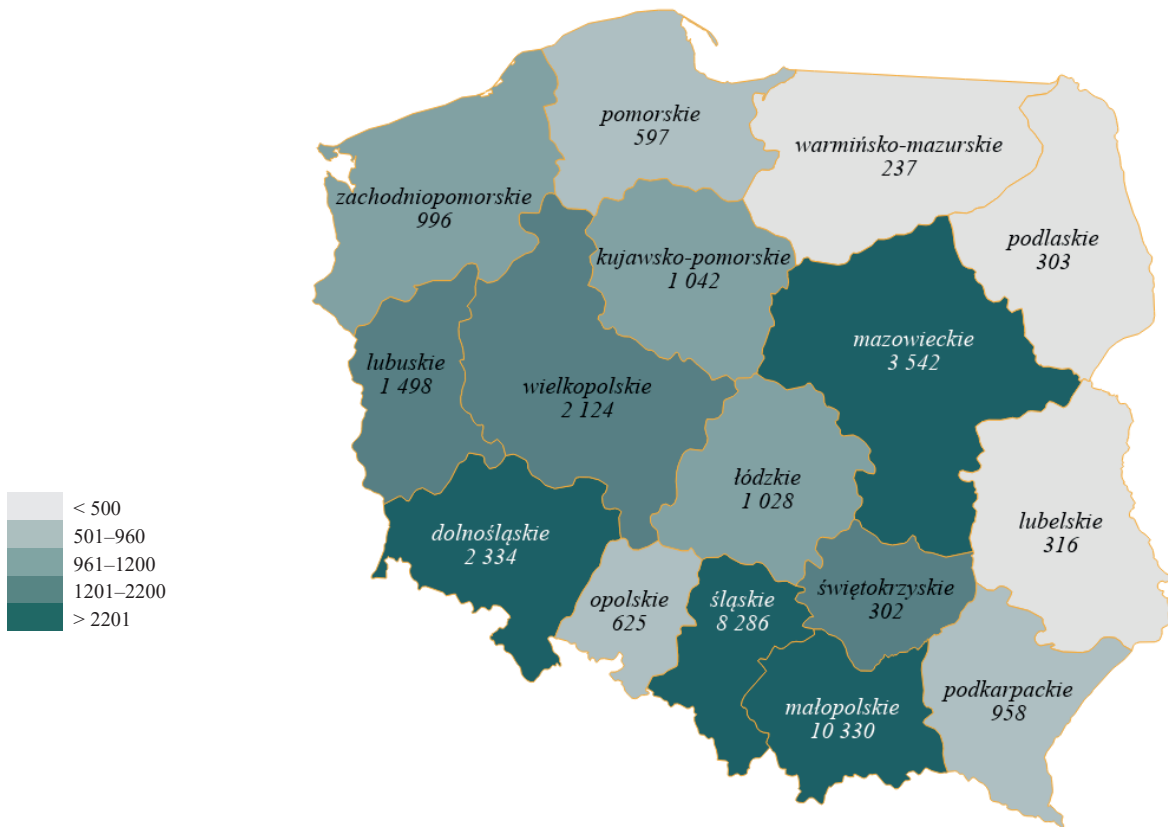 pomorskie
597
warmińsko-mazurskie
237
zachodniopomorskie
996
podlaskie
303
kujawsko-pomorskie
1 042
mazowieckie
3 542
lubuskie
1 498
wielkopolskie
2 124
łódzkie
1 028
dolnośląskie
2 334
lubelskie
316
opolskie
625
śląskie
8 286
świętokrzyskie
302
małopolskie
10 330
podkarpackie
958
< 500
501–960
961–1200
1201–2200
> 2201